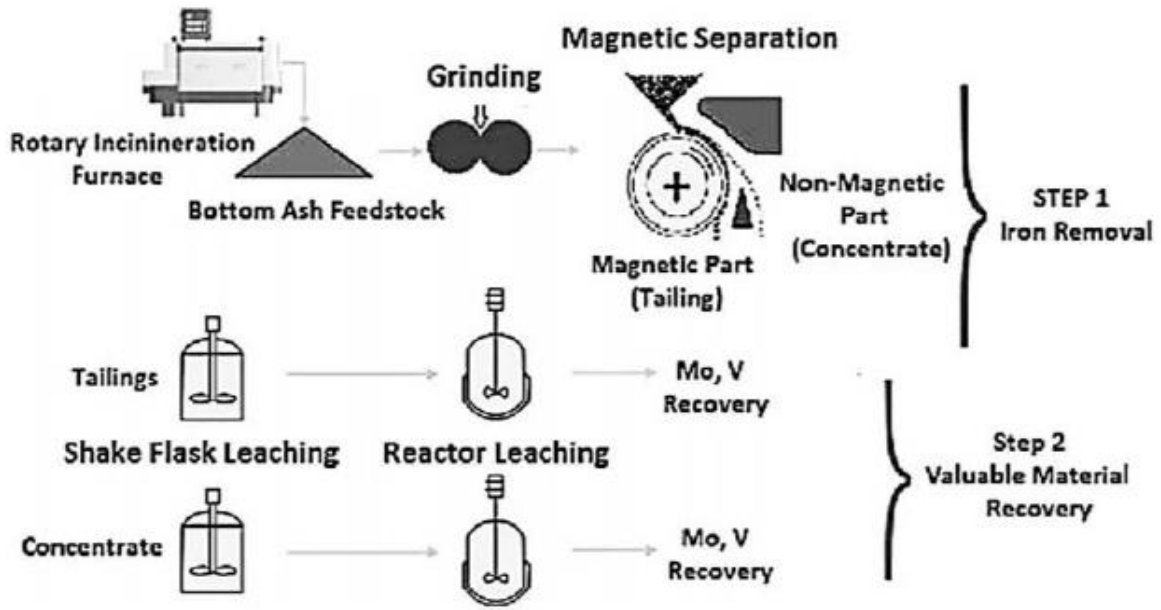 Magnetic Separation
Grinding
Rotary Incinineration
Furnace
Bottom Ash Feedstock
Non-Magnetic
Part
(Concentrate)
Magnetic Part
(Tailing)
STEP 1
Iron Removal
Tailings
Mo, V
Recovery
Shake Flask Leaching
Reactor Leaching
Step 2
Valuable Material
Recovery
Concentrate
Mo, V
Recovery